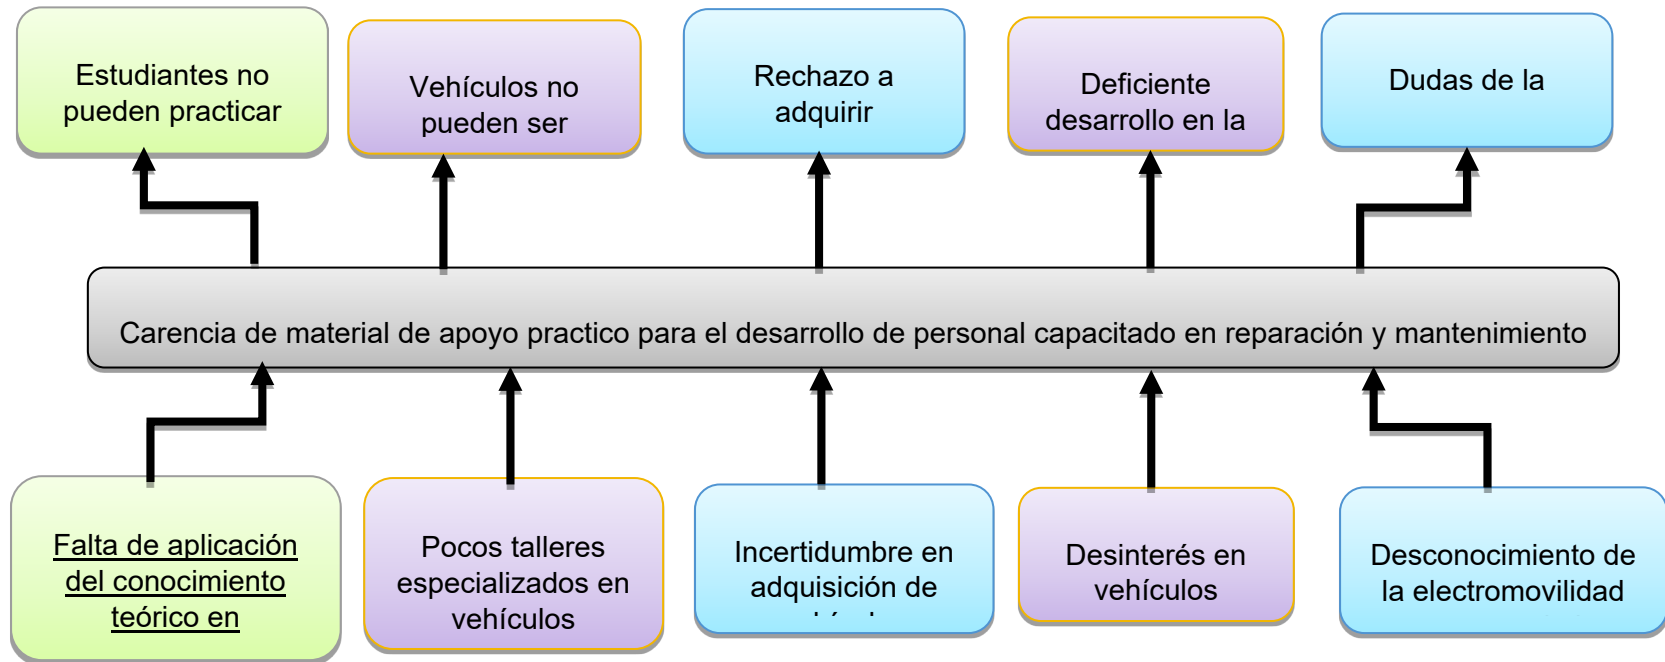 Estudiantes no
pueden practicar
Vehículos no
pueden ser
Rechazo a
adquirir
Deficiente
desarrollo en la
Dudas de la
Carencia de material de apoyo practico para el desarrollo de personal capacitado en reparación y mantenimiento
Falta de aplicación
del conocimiento
teórico en
Pocos talleres
especializados en
vehículos
Incertidumbre en
adquisición de
Desinterés en
vehículos
Desconocimiento de
la electromovilidad